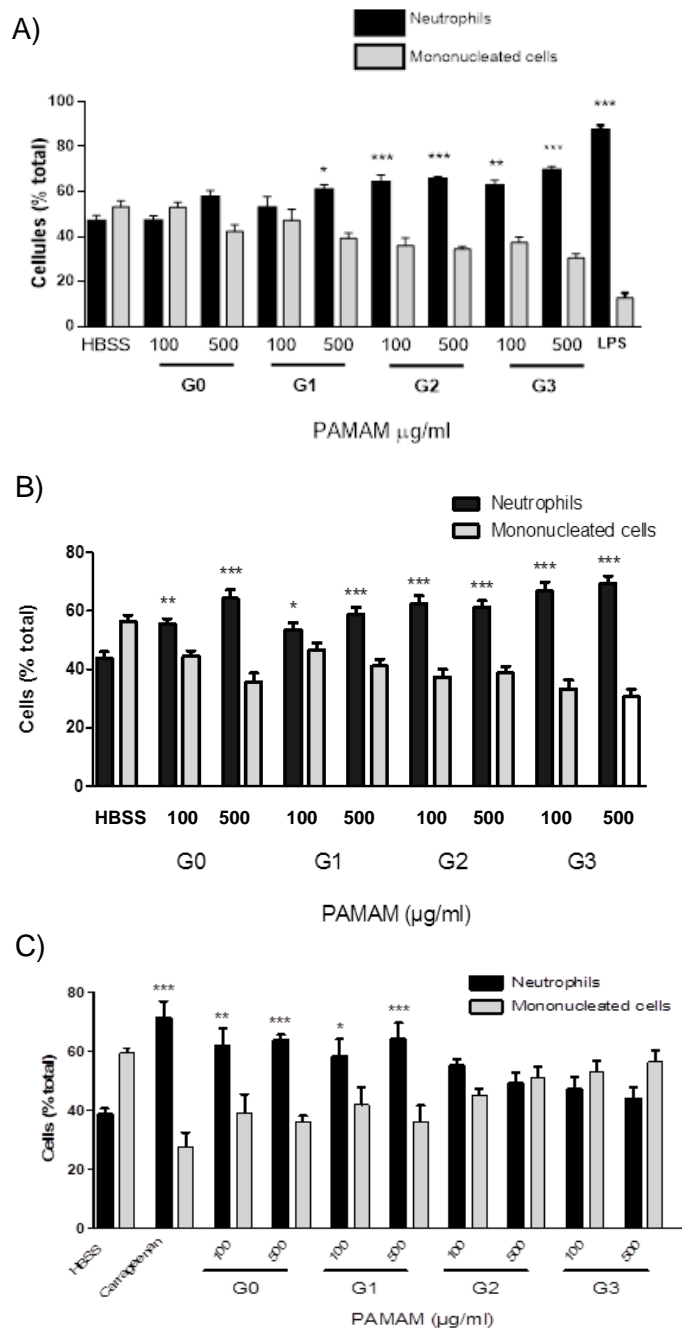 A)
Neutrophils
Mononucleated cells
Cellules (% total)
100
80
60
40
20
0
* *** *** ** *** ***
HBSS 100 500 100 500 100 500 100 500 LPS
G0 G1 G2 G3
PAMAM µg/ml
B)
Neutrophils
Mononucleated cells
Cells (% total)
80
60
40
20
0
** *** * *** *** *** *** ***
HBSS 100 500 100 500 100 500 100 500
G0 G1 G2 G3
PAMAM (µg/ml)
C)
Neutrophils
Mononucleated cells
Cells (% total)
80
60
40
20
0
*** ** *** * ***
HBSS Carrageenan 100 500 100 500 100 500 100 500
G0 G1 G2 G3
PAMAM (µg/ml)